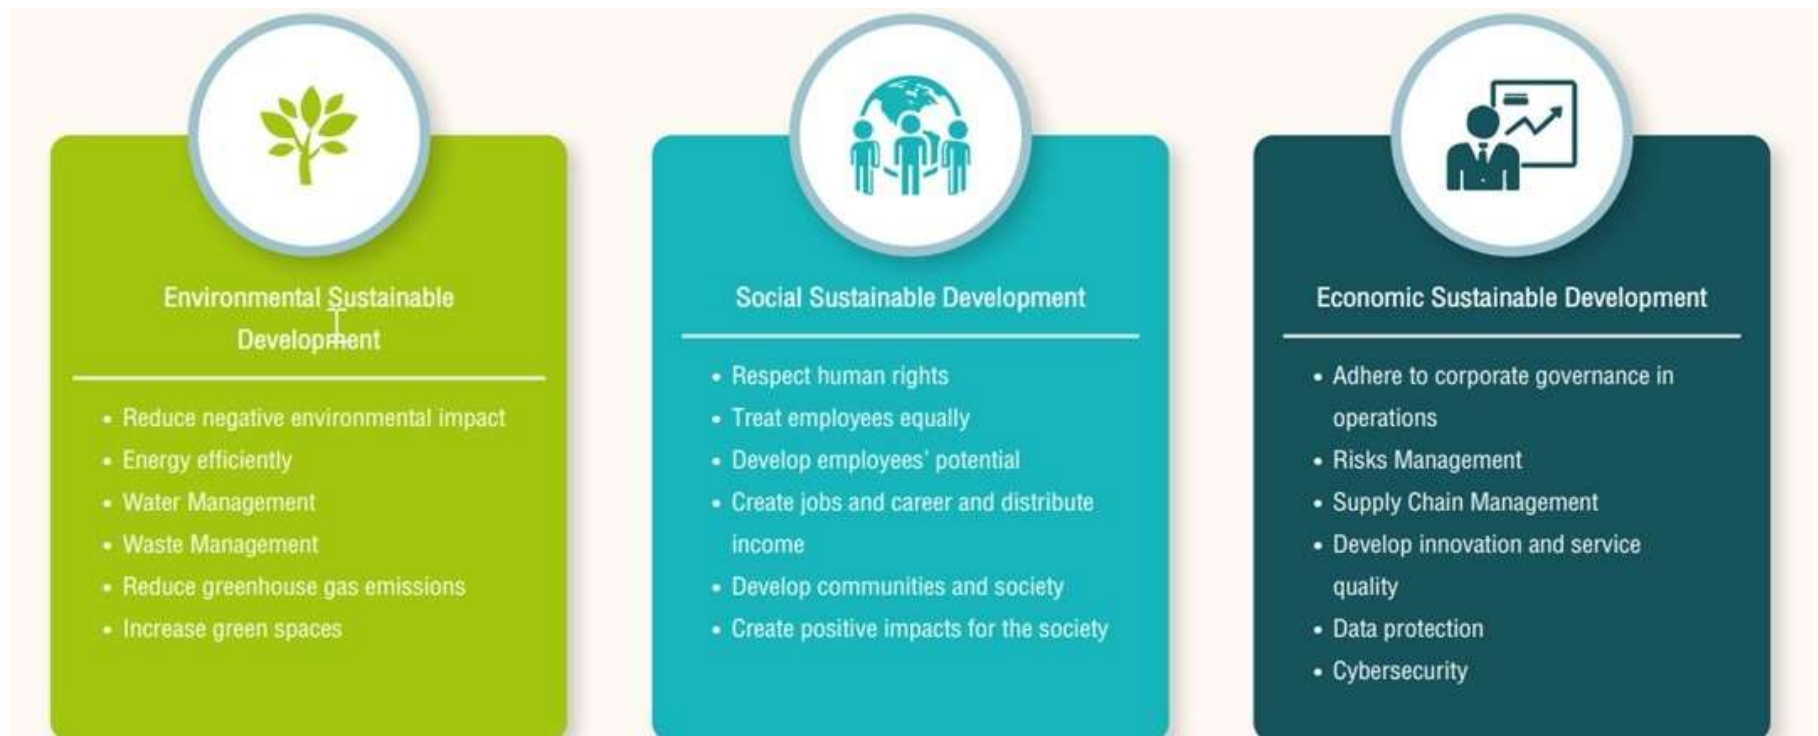 Environmental Sustainable
Development
• Reduce negative environmental impact
• Energy efficiently
• Water Management
• Waste Management
• Reduce greenhouse gas emissions
• Increase green spaces
Social Sustainable Development
• Respect human rights
• Treat employees equally
• Develop employees' potential
• Create jobs and career and distribute
income
• Develop communities and society
• Create positive impacts for the society
Economic Sustainable Development
• Adhere to corporate governance in
operations
• Risks Management
• Supply Chain Management
• Develop innovation and service
quality
• Data protection
• Cybersecurity